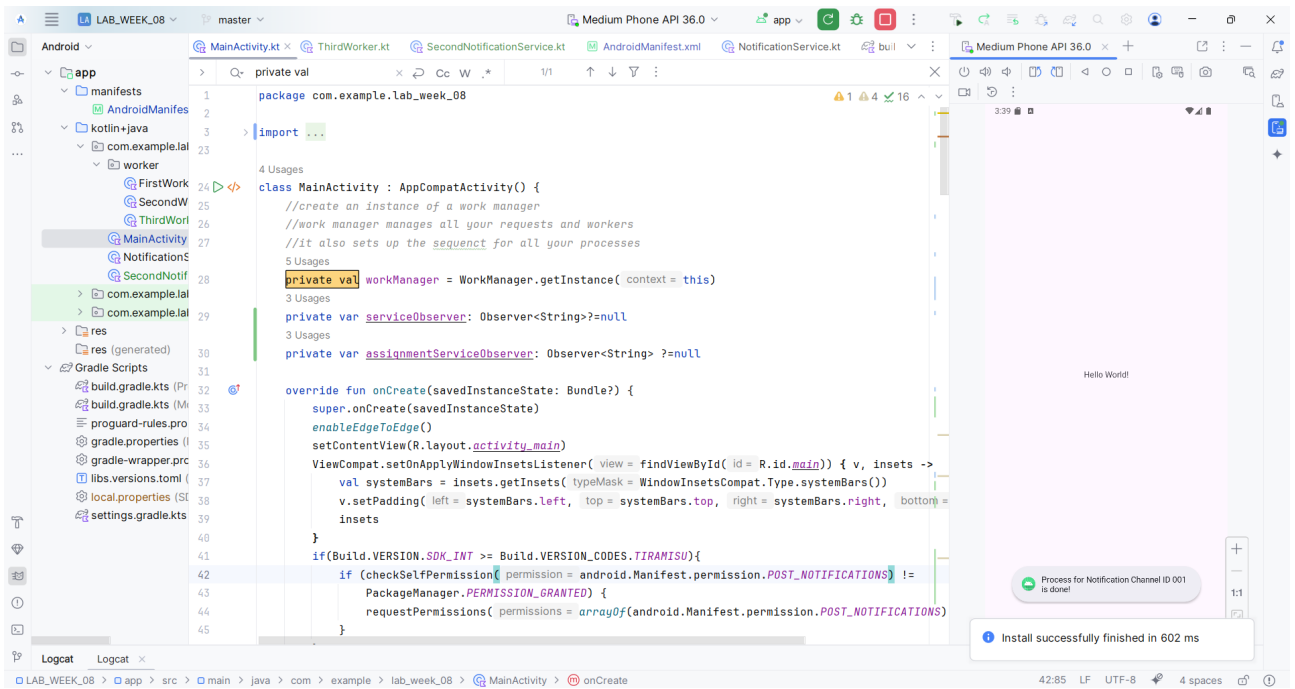 LA LAB_WEEK_08 master Medium Phone API 36.0 app
Android
MainActivity.kt ThirdWorker.kt SecondNotificationService.kt AndroidManifest.xml NotificationService.kt buil
Medium Phone API 36.0
private val Cc W .* 1/1
app
manifests
AndroidManifes
kotlin+java
com.example.lal
worker
FirstWork
SecondW
ThirdWorl
MainActivity
NotificationS
SecondNotif
com.example.lal
com.example.lal
res
res (generated)
Gradle Scripts
build.gradle.kts (Pr
build.gradle.kts (Mo
proguard-rules.pro
gradle.properties (
gradle-wrapper.prc
libs.versions.toml (
local.properties (SD
settings.gradle.kts
1 package com.example.lab_week_08
1 4 16
2
3 import ...
23
4 Usages
24 class MainActivity : AppCompatActivity() {
25 //create an instance of a work manager
26 //work manager manages all your requests and workers
27 //it also sets up the sequenct for all your processes
5 Usages
28 private val workManager = WorkManager.getInstance( context = this)
3 Usages
29 private var serviceObserver: Observer<String>?=null
3 Usages
30 private var assignmentServiceObserver: Observer<String> ?=null
31
32 override fun onCreate(savedInstanceState: Bundle?) {
33 super.onCreate(savedInstanceState)
34 enableEdgeToEdge()
35 setContentView(R.layout.activity_main)
36 ViewCompat.setOnApplyWindowInsetsListener( view = findViewById( id = R.id.main)) { v, insets ->
37 val systemBars = insets.getInsets( typeMask = WindowInsetsCompat.Type.systemBars())
38 v.setPadding( left = systemBars.left, top = systemBars.top, right = systemBars.right, bottom =
39 insets
40 }
41 if(Build.VERSION.SDK_INT >= Build.VERSION_CODES.TIRAMISU){
42 if (checkSelfPermission( permission = android.Manifest.permission.POST_NOTIFICATIONS) !=
43 PackageManager.PERMISSION_GRANTED) {
44 requestPermissions( permissions = arrayOf(android.Manifest.permission.POST_NOTIFICATIONS)
45 }
3:39
Hello World!
Process for Notification Channel ID 001
is done!
1:1
Install successfully finished in 602 ms
Logcat Logcat
LAB_WEEK_08 > app > src > main > java > com > example > lab_week_08 > MainActivity > onCreate
42:85 LF UTF-8 4 spaces